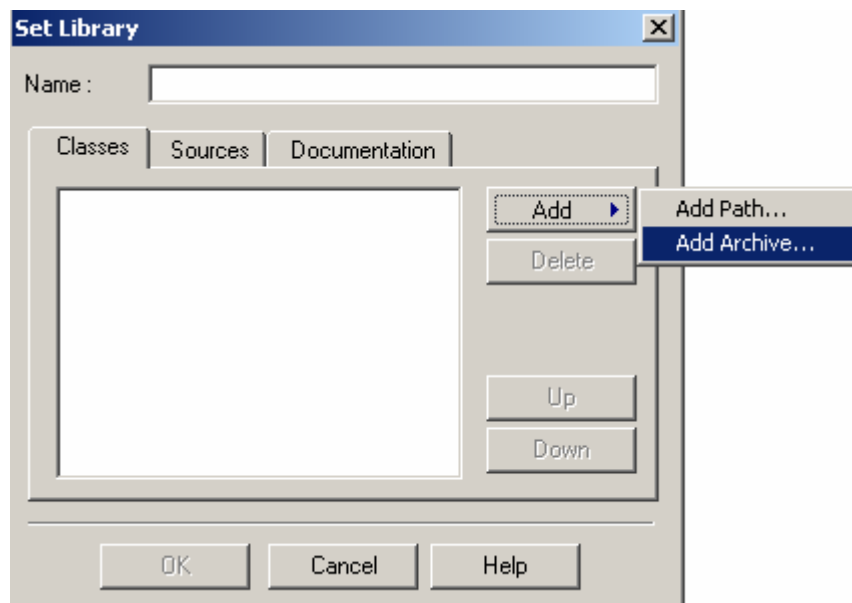 Set Library
Name :
Classes Sources Documentation
Add
Add Path...
Add Archive...
Delete
Up
Down
OK Cancel Help